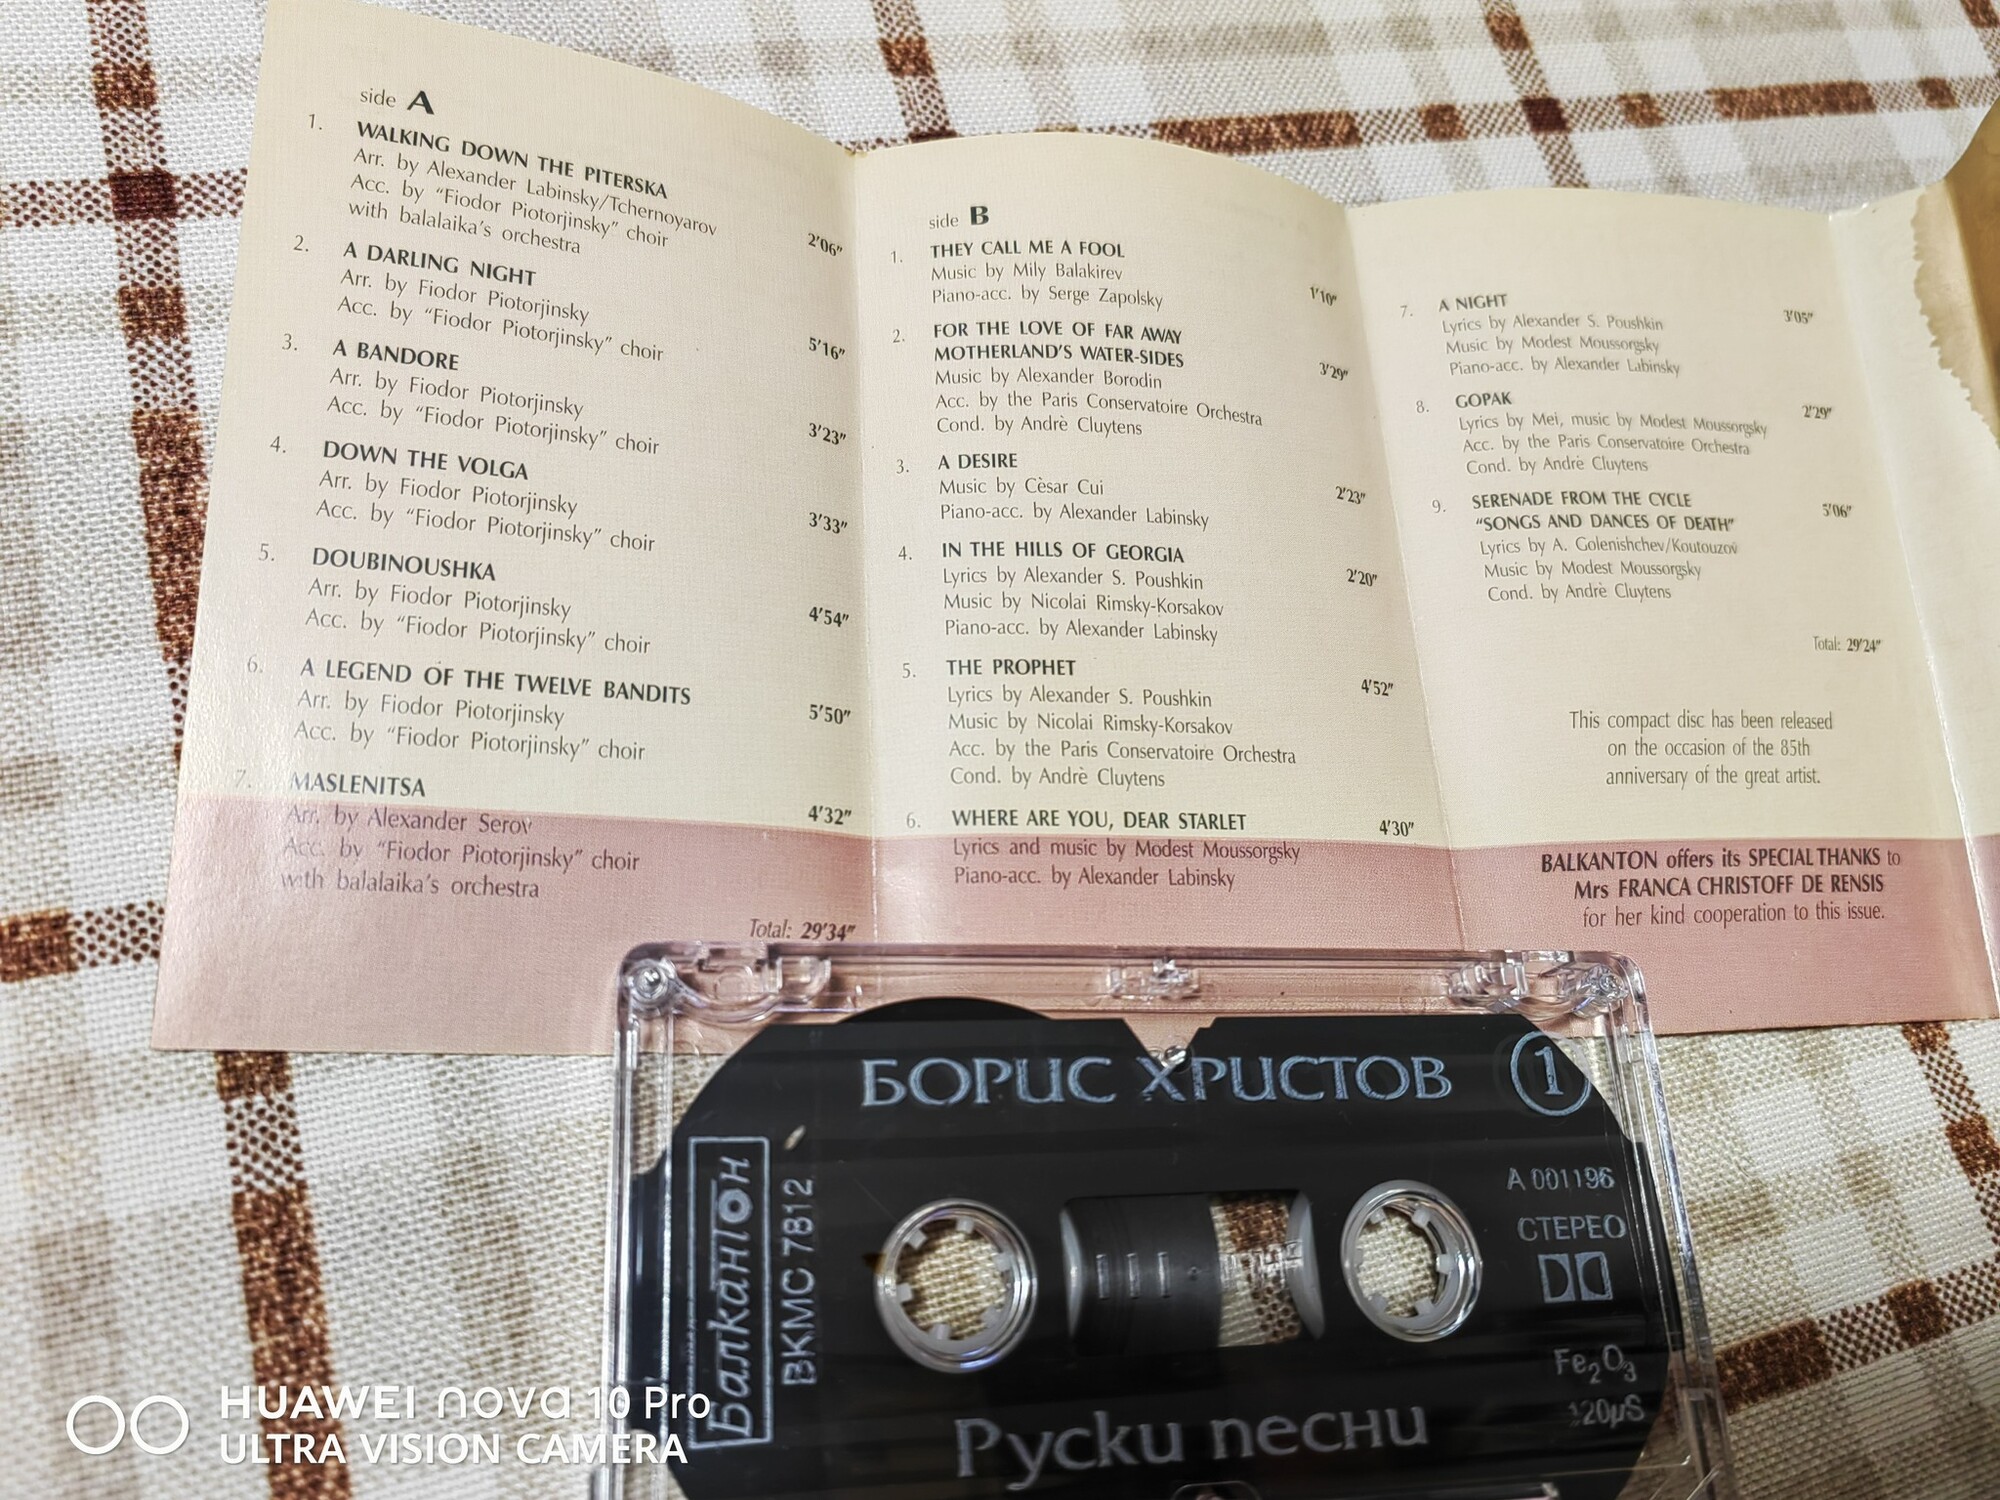 side A
1. WALKING DOWN THE PITERSKA
Arr. by Alexander Labinsky/Tchernoyarov
Acc. by "Fiodor Piotorjinsky" choir
with balalaika's orchestra 2'06"
2. A DARLING NIGHT
Arr. by Fiodor Piotorjinsky
Acc. by "Fiodor Piotorjinsky" choir 5'16"
3. A BANDORE
Arr. by Fiodor Piotorjinsky
Acc. by "Fiodor Piotorjinsky" choir 3'23"
4. DOWN THE VOLGA
Arr. by Fiodor Piotorjinsky
Acc. by "Fiodor Piotorjinsky" choir 3'33"
5. DOUBINOUSHKA
Arr. by Fiodor Piotorjinsky
Acc. by "Fiodor Piotorjinsky" choir 4'54"
6. A LEGEND OF THE TWELVE BANDITS
Arr. by Fiodor Piotorjinsky
Acc. by "Fiodor Piotorjinsky" choir 5'50"
7. MASLENITSA
Arr. by Alexander Serov 4'32"
Acc. by "Fiodor Piotorjinsky" choir
with balalaika's orchestra
Total: 29'34"
side B
1. THEY CALL ME A FOOL
Music by Mily Balakirev
Piano-acc. by Serge Zapolsky 1'10"
2. FOR THE LOVE OF FAR AWAY
MOTHERLAND'S WATER-SIDES 3'29"
Music by Alexander Borodin
Acc. by the Paris Conservatoire Orchestra
Cond. by Andrè Cluytens
3. A DESIRE
Music by Cèsar Cui 2'23"
Piano-acc. by Alexander Labinsky
4. IN THE HILLS OF GEORGIA
Lyrics by Alexander S. Poushkin 2'20"
Music by Nicolai Rimsky-Korsakov
Piano-acc. by Alexander Labinsky
5. THE PROPHET
Lyrics by Alexander S. Poushkin 4'52"
Music by Nicolai Rimsky-Korsakov
Acc. by the Paris Conservatoire Orchestra
Cond. by Andrè Cluytens
6. WHERE ARE YOU, DEAR STARLET 4'30"
Lyrics and music by Modest Moussorgsky
Piano-acc. by Alexander Labinsky
7. A NIGHT 3'05"
Lyrics by Alexander S. Poushkin
Music by Modest Moussorgsky
Piano-acc. by Alexander Labinsky
8. GOPAK 2'29"
Lyrics by Mei, music by Modest Moussorgsky
Acc. by the Paris Conservatoire Orchestra
Cond. by Andrè Cluytens
9. SERENADE FROM THE CYCLE 5'06"
"SONGS AND DANCES OF DEATH"
Lyrics by A. Golenishchev/Koutouzov
Music by Modest Moussorgsky
Cond. by Andrè Cluytens
Total: 29'24"
This compact disc has been released
on the occasion of the 85th
anniversary of the great artist.
BALKANTON offers its SPECIAL THANKS to
Mrs FRANCA CHRISTOFF DE RENSIS
for her kind cooperation to this issue.
БОРИС ХРИСТОВ 1
Балкантон
ВКМС 7812
А 001196
СТЕРЕО
Fe2O3
120µS
Руски песни
HUAWEI nova 10 Pro
ULTRA VISION CAMERA